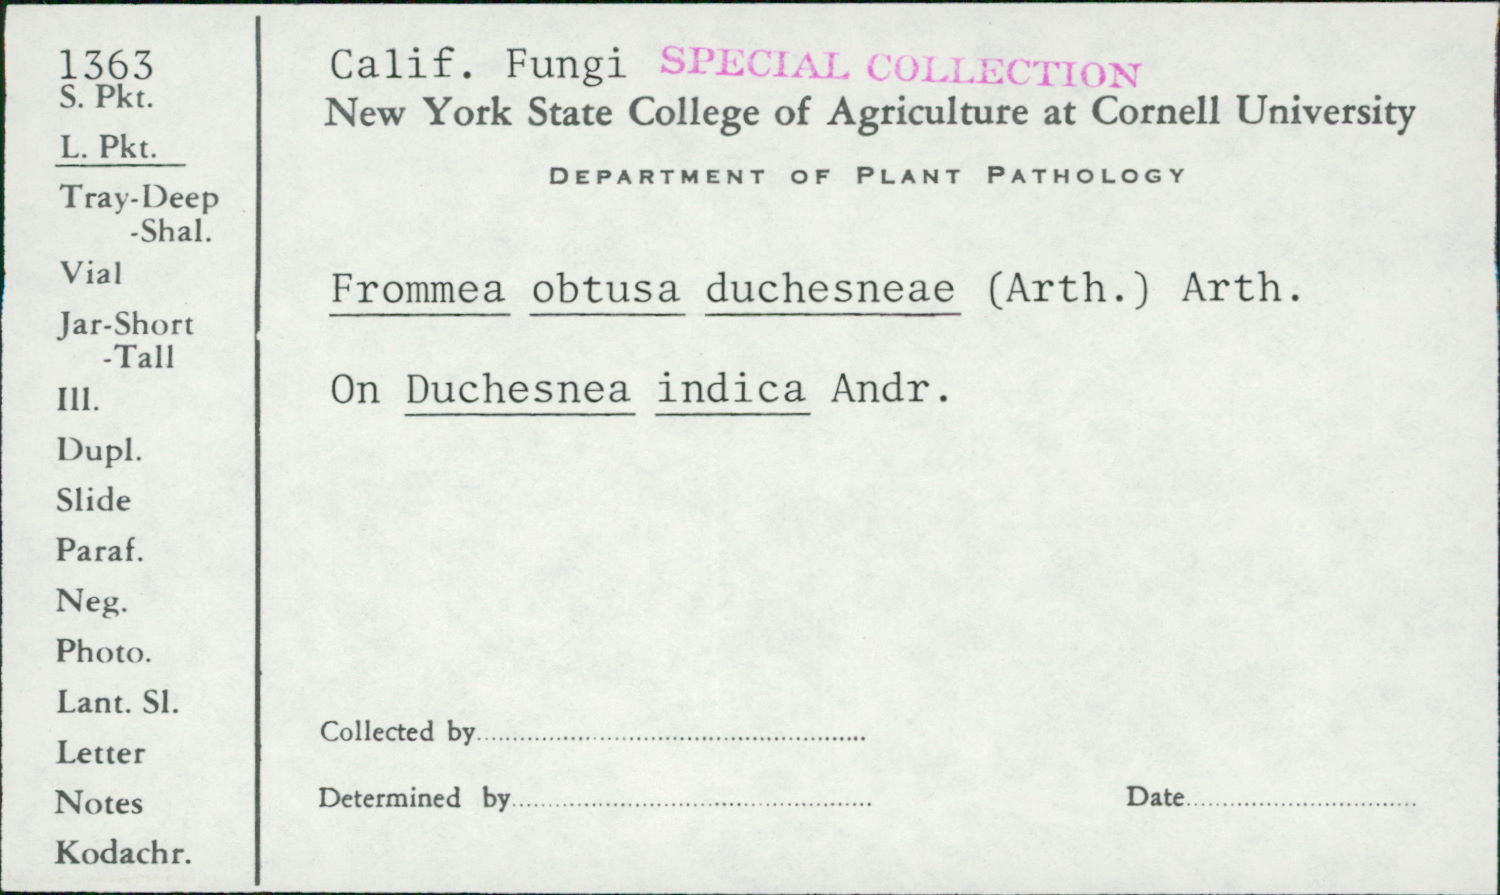 1363
S. Pkt.
L. Pkt.
Tray-Deep
-Shal.
Vial
Jar-Short
-Tall
Ill.
Dupl.
Slide
Paraf.
Neg.
Photo.
Lant. Sl.
Letter
Notes
Kodachr.
Calif. Fungi SPECIAL COLLECTION
New York State College of Agriculture at Cornell University
DEPARTMENT OF PLANT PATHOLOGY
Frommea obtusa duchesneae (Arth.) Arth.
On Duchesnea indica Andr.
Collected by
Determined by Date